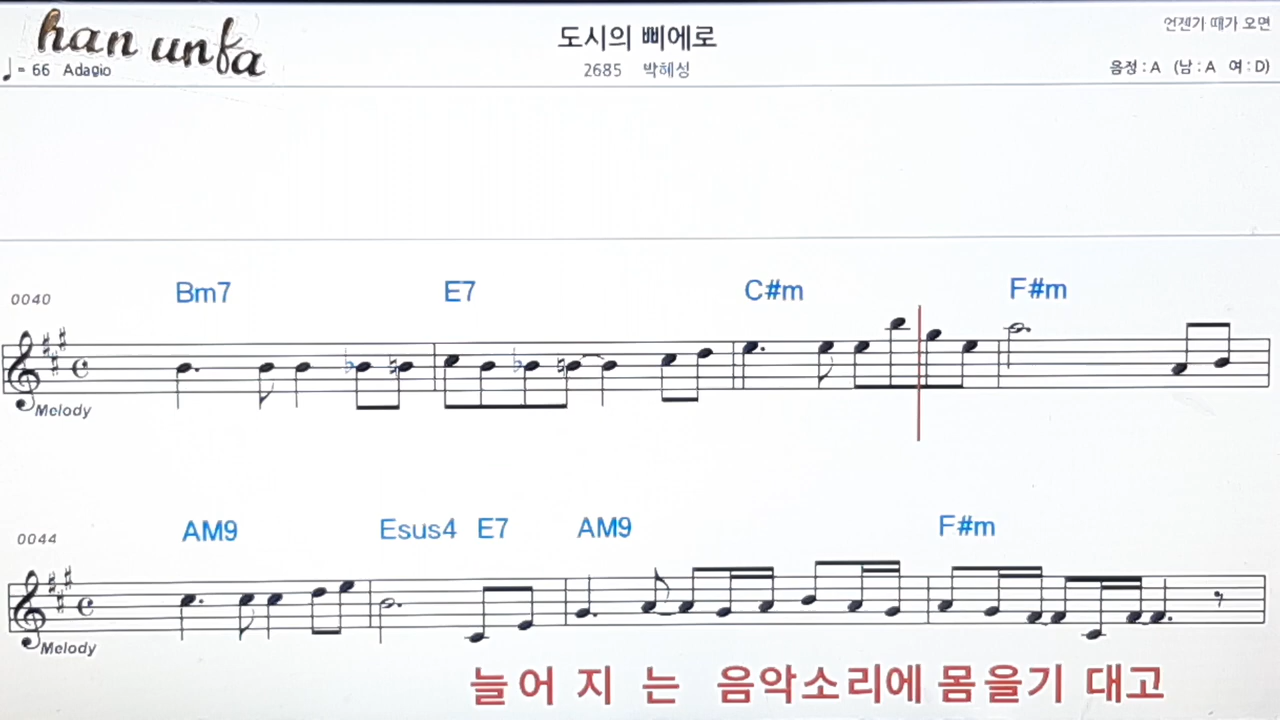 han unfa
도시의 삐에로
언젠가 때가 오면
♩= 66 Adagio
2685 박혜성
음정 : A (남 : A 여 : D)
Bm7 E7 C#m F#m
0040
Melody
AM9 Esus4 E7 AM9 F#m
0044
Melody
늘어 지 는 음악소리에 몸을기 대고